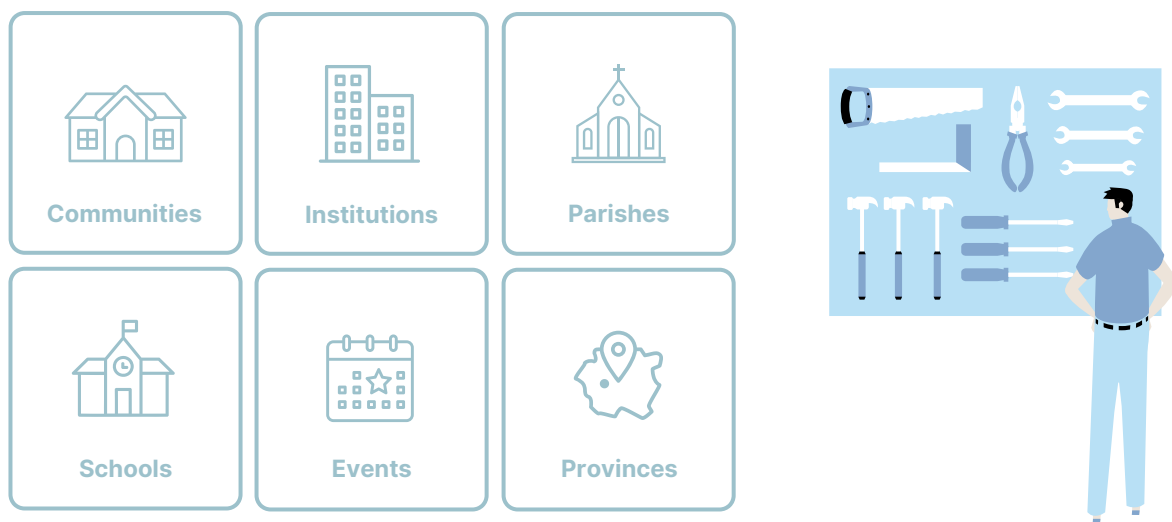 Communities
Institutions
Parishes
Schools
Events
Provinces